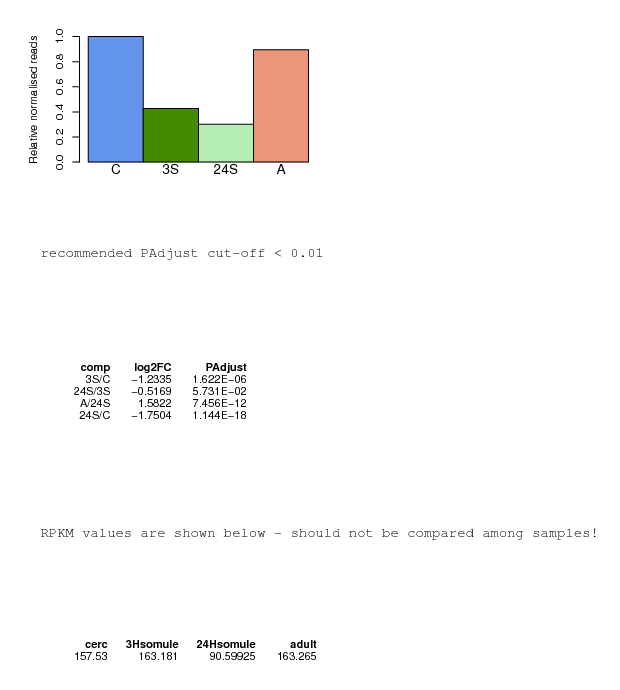 Relative normalised reads
1.0
0.8
0.6
0.4
0.2
0.0
C 3S 24S A
recommended PAdjust cut-off < 0.01
comp log2FC PAdjust
3S/C −1.2335 1.622E−06
24S/3S −0.5169 5.731E−02
A/24S 1.5822 7.456E−12
24S/C −1.7504 1.144E−18
RPKM values are shown below - should not be compared among samples!
cerc 3Hsomule 24Hsomule adult
157.53 163.181 90.59925 163.265